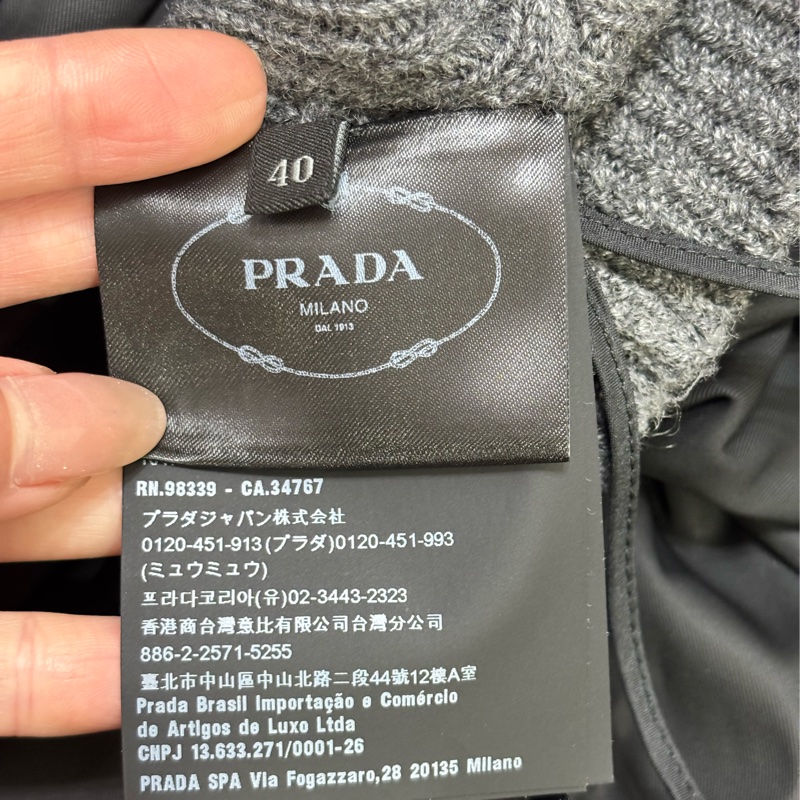 40
PRADA
MILANO
DAL 1913
RN.98339 - CA.34767
プラダジャパン株式会社
0120-451-913(プラダ)0120-451-993
(ミュウミュウ)
프라다코리아(유)02-3443-2323
香港商台灣意比有限公司台灣分公司
886-2-2571-5255
臺北市中山區中山北路二段44號12樓A室
Prada Brasil Importação e Comércio
de Artigos de Luxo Ltda
CNPJ 13.633.271/0001-26
PRADA SPA Via Fogazzaro,28 20135 Milano